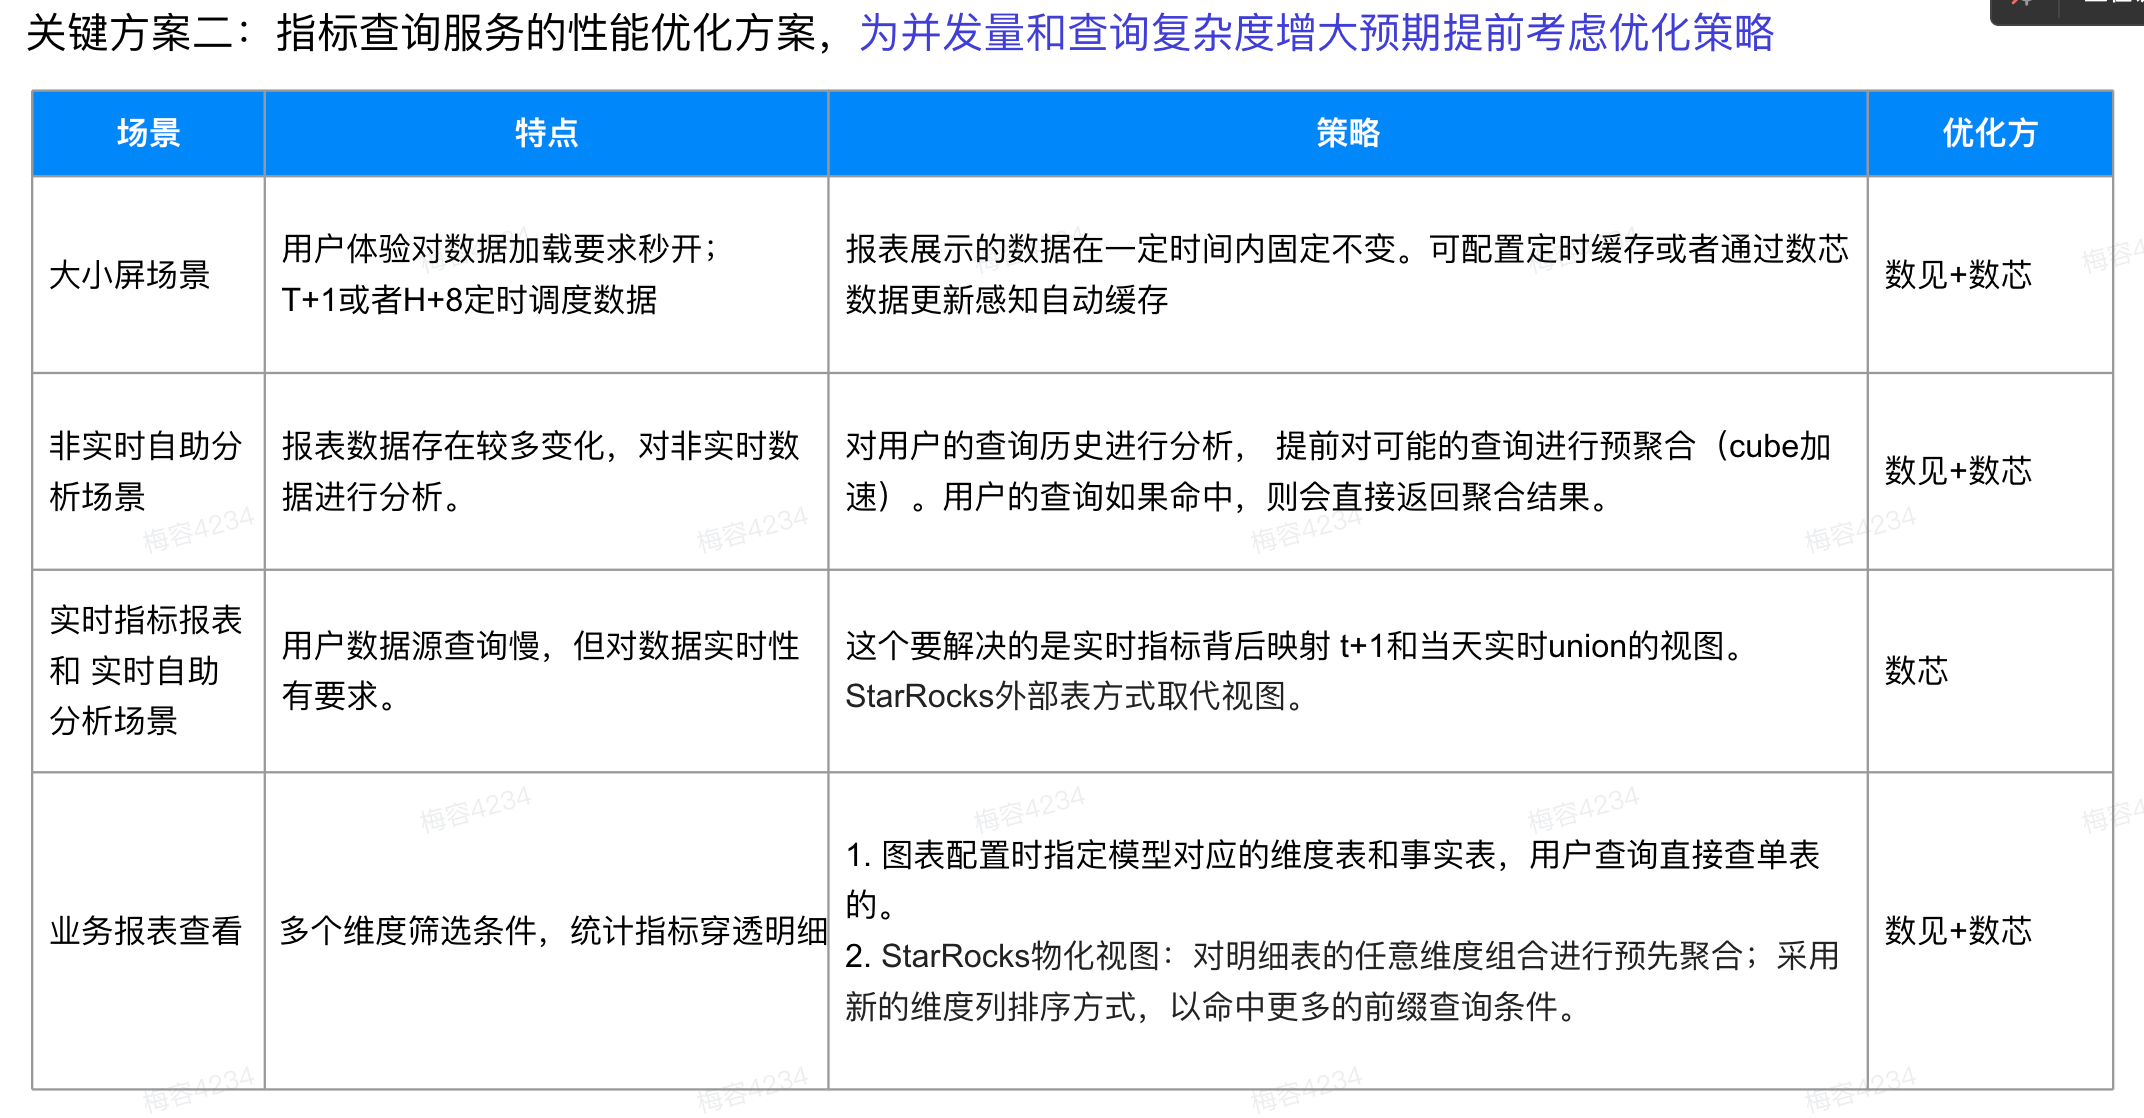 关键方案二：指标查询服务的性能优化方案，为并发量和查询复杂度增大预期提前考虑优化策略
场景
特点
策略
优化方
大小屏场景
用户体验对数据加载要求秒开；
T+1或者H+8定时调度数据
报表展示的数据在一定时间内固定不变。可配置定时缓存或者通过数芯
数据更新感知自动缓存
数见+数芯
非实时自助分
析场景
报表数据存在较多变化，对非实时数
据进行分析。
对用户的查询历史进行分析， 提前对可能的查询进行预聚合（cube加
速）。用户的查询如果命中，则会直接返回聚合结果。
数见+数芯
实时指标报表
和 实时自助
分析场景
用户数据源查询慢，但对数据实时性
有要求。
这个要解决的是实时指标背后映射 t+1和当天实时union的视图。
StarRocks外部表方式取代视图。
数芯
业务报表查看
多个维度筛选条件，统计指标穿透明细
1. 图表配置时指定模型对应的维度表和事实表，用户查询直接查单表
的。
2. StarRocks物化视图：对明细表的任意维度组合进行预先聚合；采用
新的维度列排序方式，以命中更多的前缀查询条件。
数见+数芯
梅容4234
梅容4234
梅容4234
梅容4234
梅容4234
梅容4234
梅容4234
梅容4234
梅容4234
梅容4234
梅容4234
梅容4234
梅容4234
梅容4234